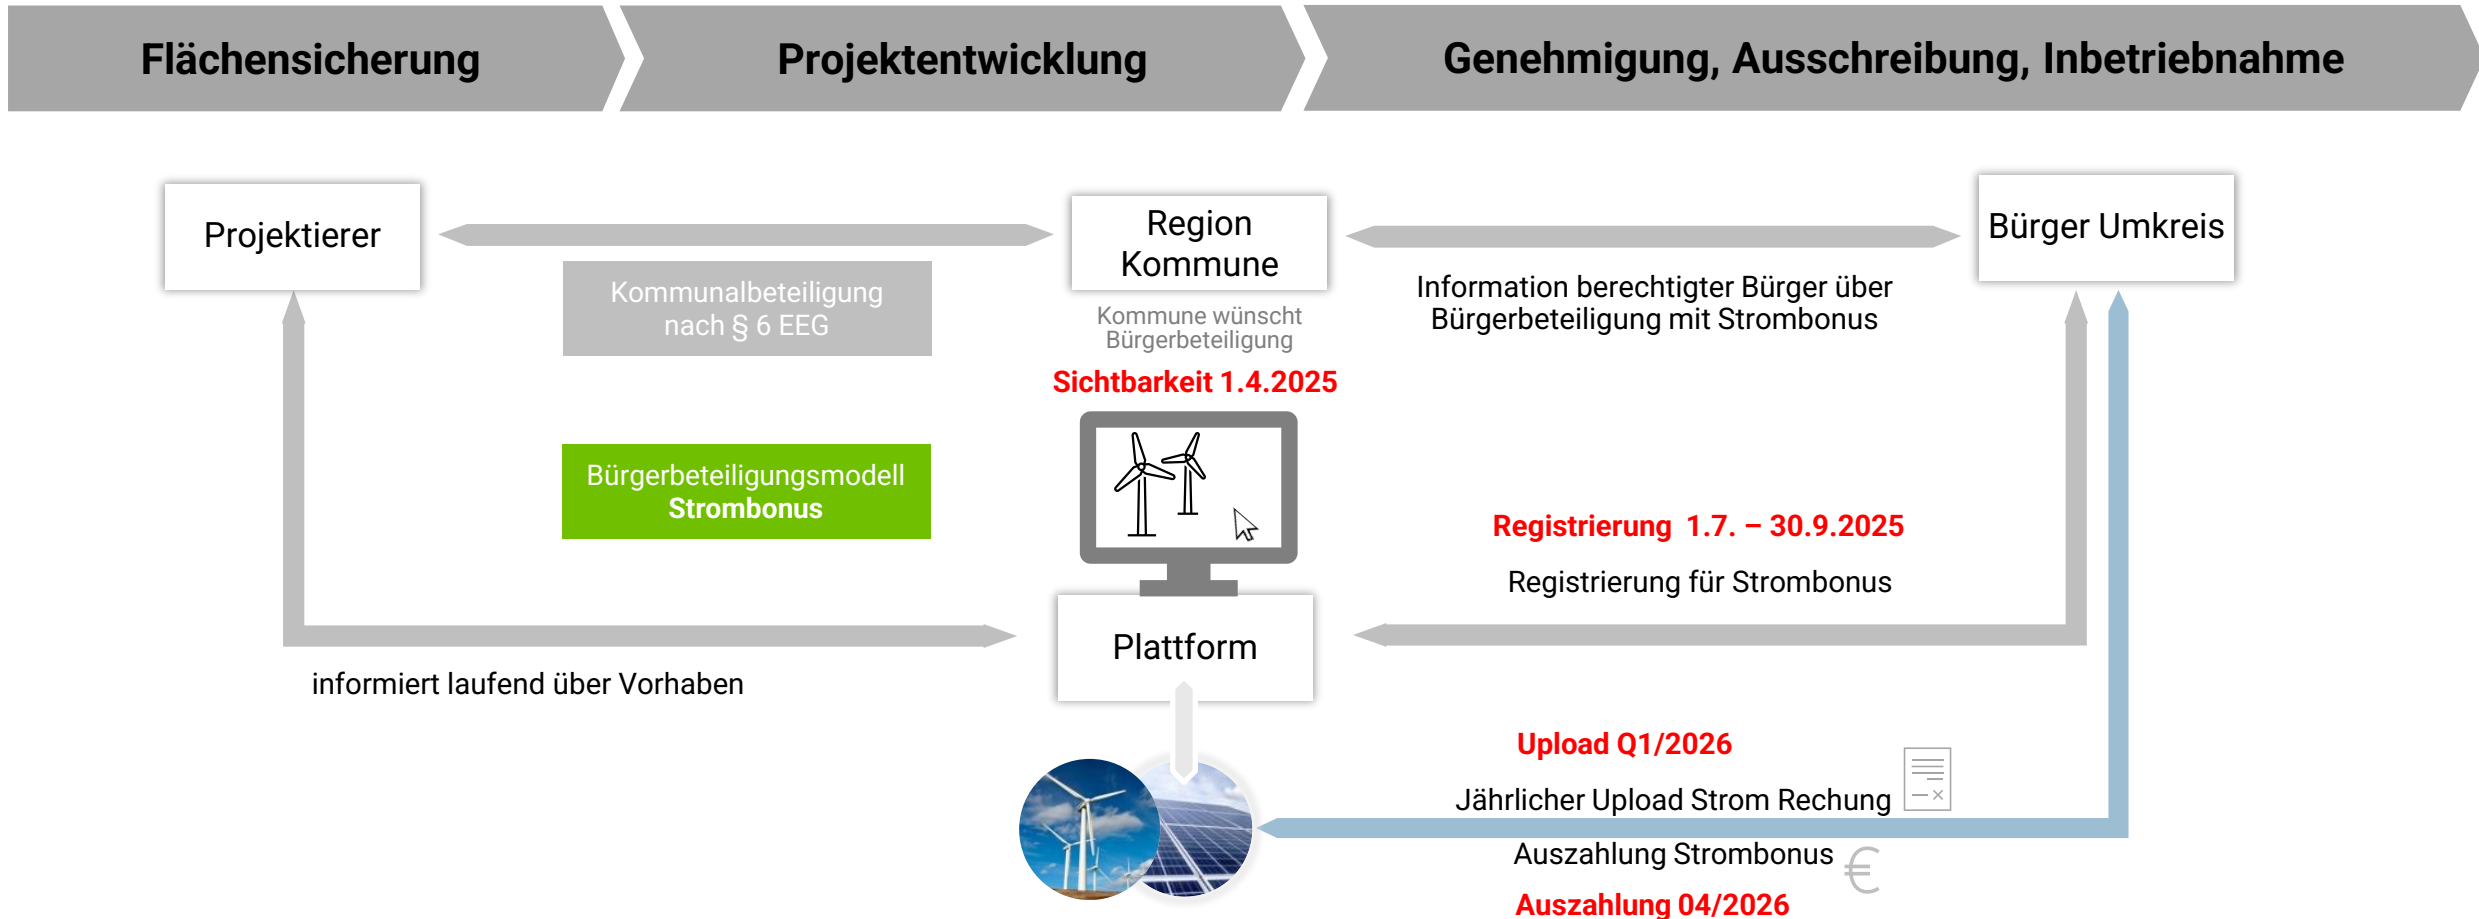 Flächensicherung
Projektentwicklung
Genehmigung, Ausschreibung, Inbetriebnahme
Projektierer
Region
Kommune
Bürger Umkreis
Kommunalbeteiligung
nach § 6 EEG
Kommune wünscht
Bürgerbeteiligung
Sichtbarkeit 1.4.2025
Information berechtigter Bürger über
Bürgerbeteiligung mit Strombonus
Bürgerbeteiligungsmodell
Strombonus
Registrierung 1.7. – 30.9.2025
Registrierung für Strombonus
Plattform
informiert laufend über Vorhaben
Upload Q1/2026
Jährlicher Upload Strom Rechung
Auszahlung Strombonus €
Auszahlung 04/2026